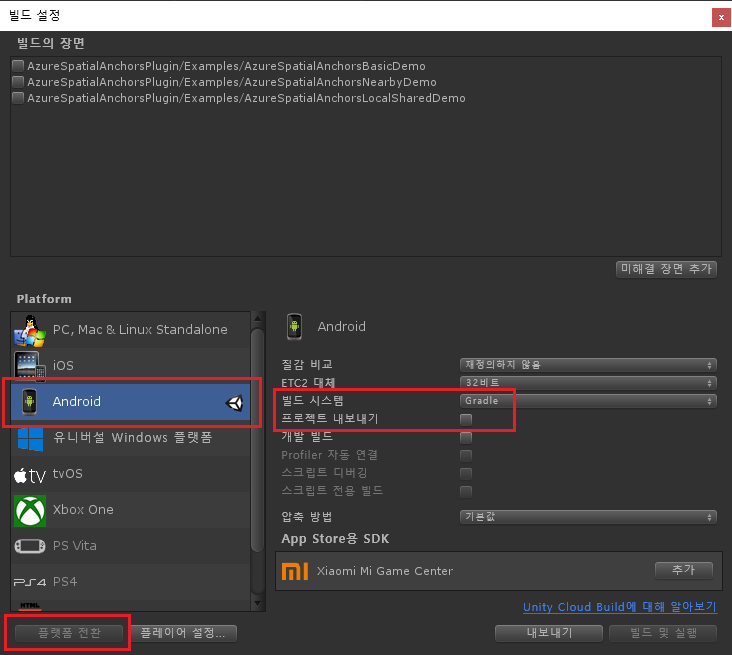 빌드 설정
x
빌드의 장면
AzureSpatialAnchorsPlugin/Examples/AzureSpatialAnchorsBasicDemo
AzureSpatialAnchorsPlugin/Examples/AzureSpatialAnchorsNearbyDemo
AzureSpatialAnchorsPlugin/Examples/AzureSpatialAnchorsLocalSharedDemo
미해결 장면 추가
Platform
PC, Mac & Linux Standalone
iOS
Android
유니버설 Windows 플랫폼
tv
tvOS
Xbox One
PS Vita
PS4 PS4
HTML
Android
질감 비교 재정의하지 않음
ETC2 대체 32비트
빌드 시스템 Gradle
프로젝트 내보내기
개발 빌드
Profiler 자동 연결
스크립트 디버깅
스크립트 전용 빌드
압축 방법 기본값
App Store용 SDK
Xiaomi Mi Game Center 추가
Unity Cloud Build에 대해 알아보기
플랫폼 전환 플레이어 설정... 내보내기 빌드 및 실행